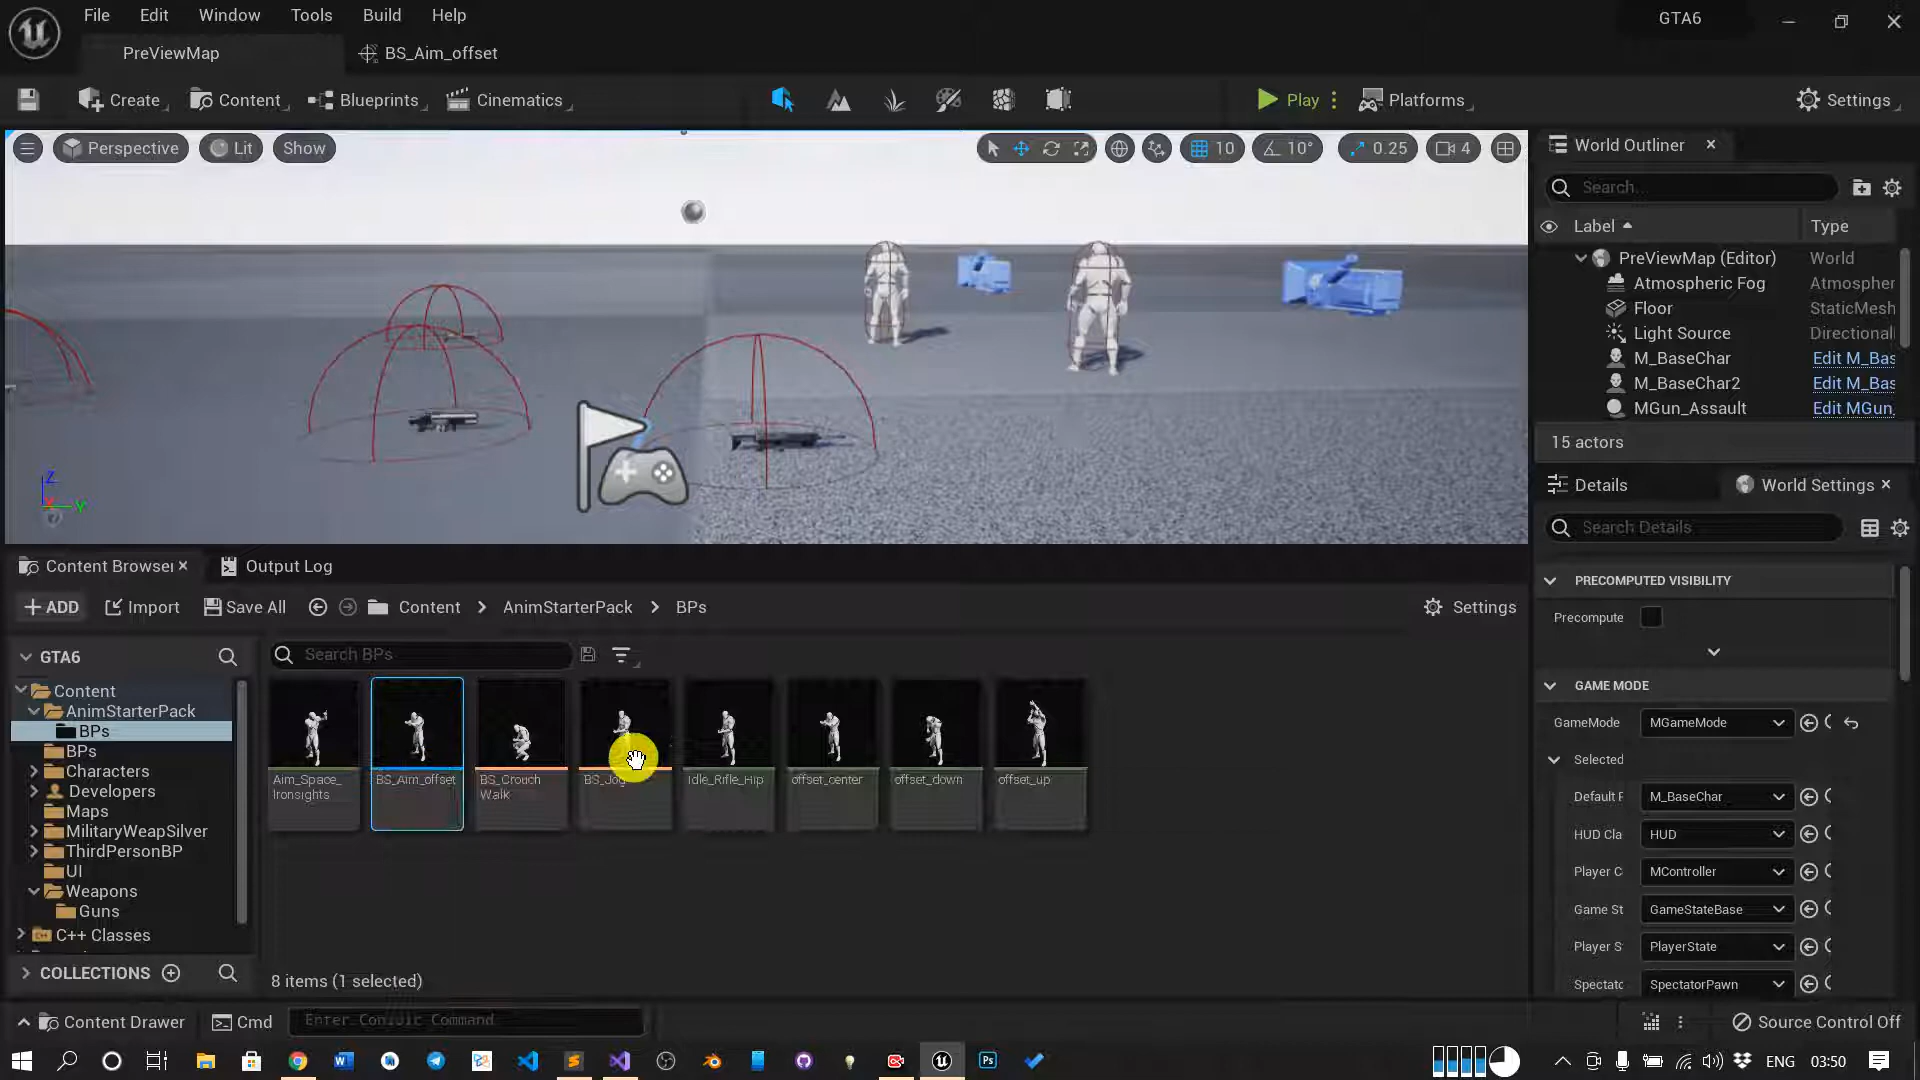 File
Edit
Window
Tools
Build
Help
GTA6
PreViewMap
BS_Aim_offset
Create
Content
Blueprints
Cinematics
Play
Platforms
Settings
Perspective
Lit
Show
10
10°
0.25
4
World Outliner
Search...
Label
Type
PreViewMap (Editor)
World
Atmospheric Fog
Atmospher
Floor
StaticMesh
Light Source
Directional
M_BaseChar
Edit M_Bas
M_BaseChar2
Edit M_Bas
MGun_Assault
Edit MGun_
15 actors
Details
World Settings
Search Details
PRECOMPUTED VISIBILITY
Precompute
GAME MODE
GameMode
MGameMode
Selected
Default F
M_BaseChar
HUD Cla
HUD
Player C
MController
Game St
GameStateBase
Player S
PlayerState
Spectatc
SpectatorPawn
Z
Y
Content Browser
Output Log
ADD
Import
Save All
Content
AnimStarterPack
BPs
Settings
GTA6
Search BPs
Content
AnimStarterPack
BPs
BPs
Characters
Developers
Maps
MilitaryWeapSilver
ThirdPersonBP
UI
Weapons
Guns
C++ Classes
COLLECTIONS
Aim_Space_
Ironsights
BS_Aim_offset
BS_Crouch
Walk
BS_Jog
Idle_Rifle_Hip
offset_center
offset_down
offset_up
8 items (1 selected)
Content Drawer
Cmd
Enter Console Command
Source Control Off
ENG
03:50